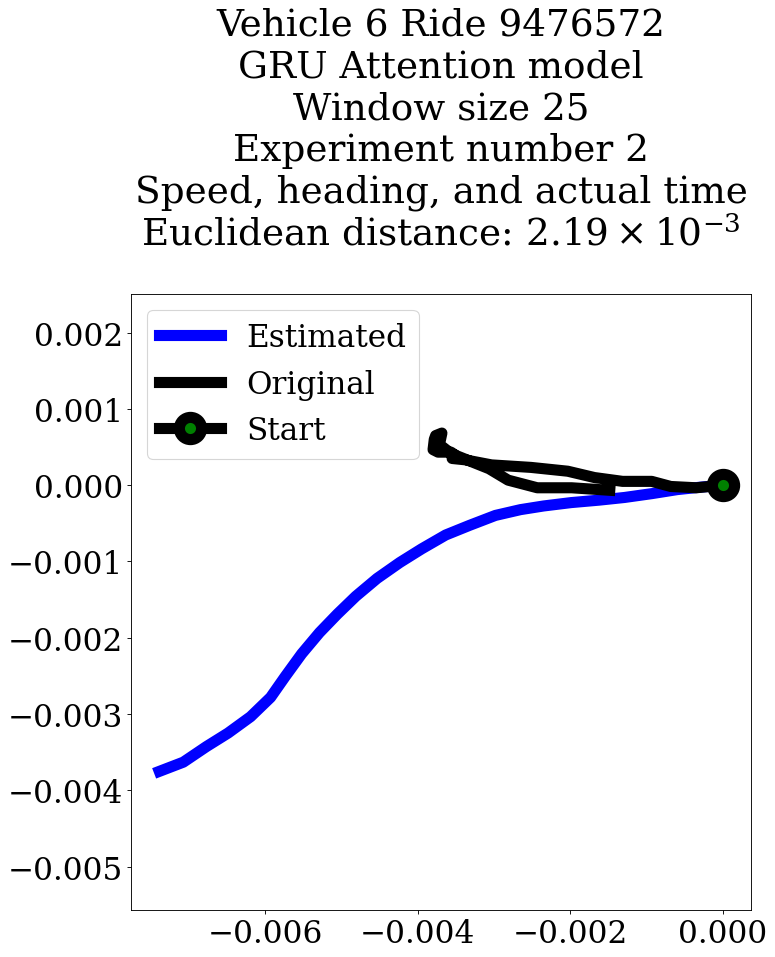 Vehicle 6 Ride 9476572
GRU Attention model
Window size 25
Experiment number 2
Speed, heading, and actual time
Euclidean distance: 2.19 × 10⁻³
Estimated
Original
Start
0.002
0.001
0.000
−0.001
−0.002
−0.003
−0.004
−0.005
−0.006 −0.004 −0.002 0.000